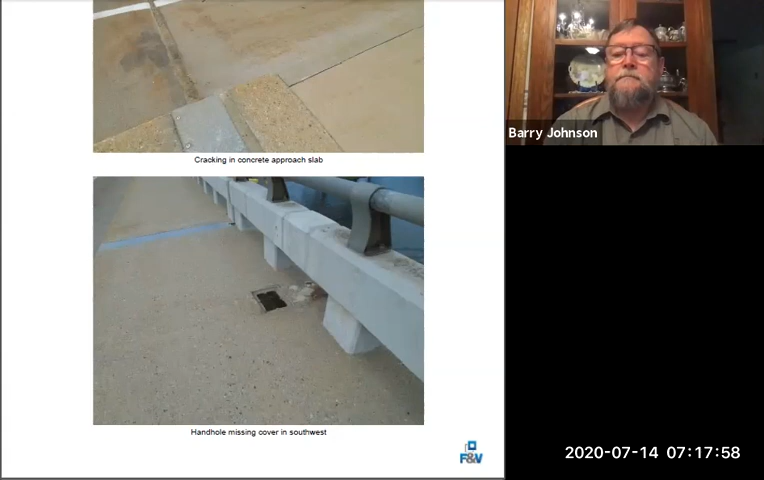 Cracking in concrete approach slab
Handhole missing cover in southwest
F&V
Barry Johnson
2020-07-14 07:17:58